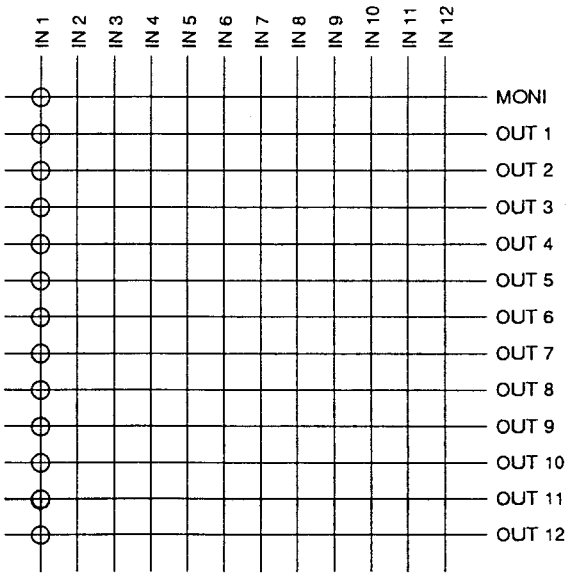 IN 1
IN 2
IN 3
IN 4
IN 5
IN 6
IN 7
IN 8
IN 9
IN 10
IN 11
IN 12
MONI
OUT 1
OUT 2
OUT 3
OUT 4
OUT 5
OUT 6
OUT 7
OUT 8
OUT 9
OUT 10
OUT 11
OUT 12